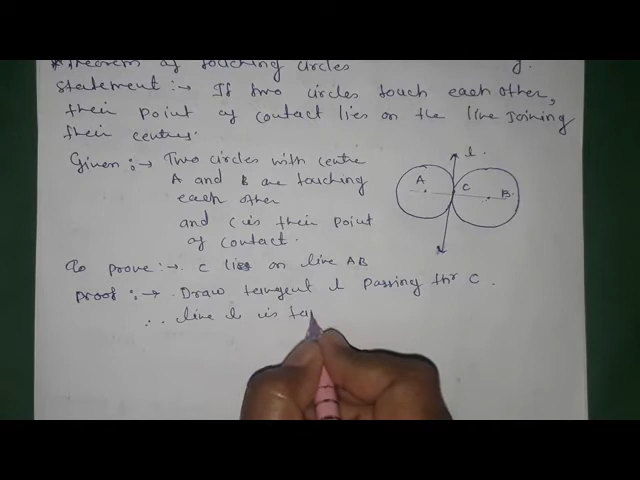 * Theorem of touching circles
Statement :→ If two circles touch each other,
their point of contact lies on the line joining
their centres.
Given :→ Two circles with centre
A and B are touching
each other
and C is their point
of contact.
To prove :→ C lies on line AB
Proof :→ Draw tangent l passing thr C.
∴ line l is ta
l.
A
C
B